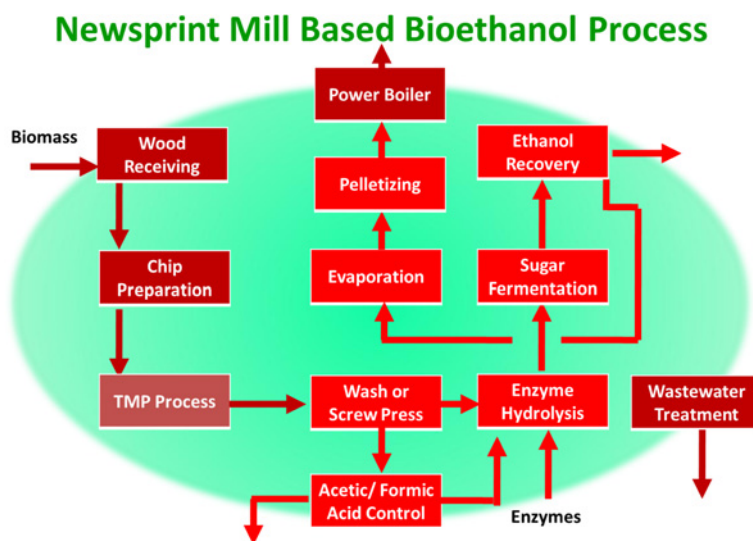 Newsprint Mill Based Bioethanol Process
Power Boiler
Biomass
Wood
Receiving
Ethanol
Recovery
Pelletizing
Chip
Preparation
Evaporation
Sugar
Fermentation
TMP Process
Wash or
Screw Press
Enzyme
Hydrolysis
Wastewater
Treatment
Acetic/ Formic
Acid Control
Enzymes